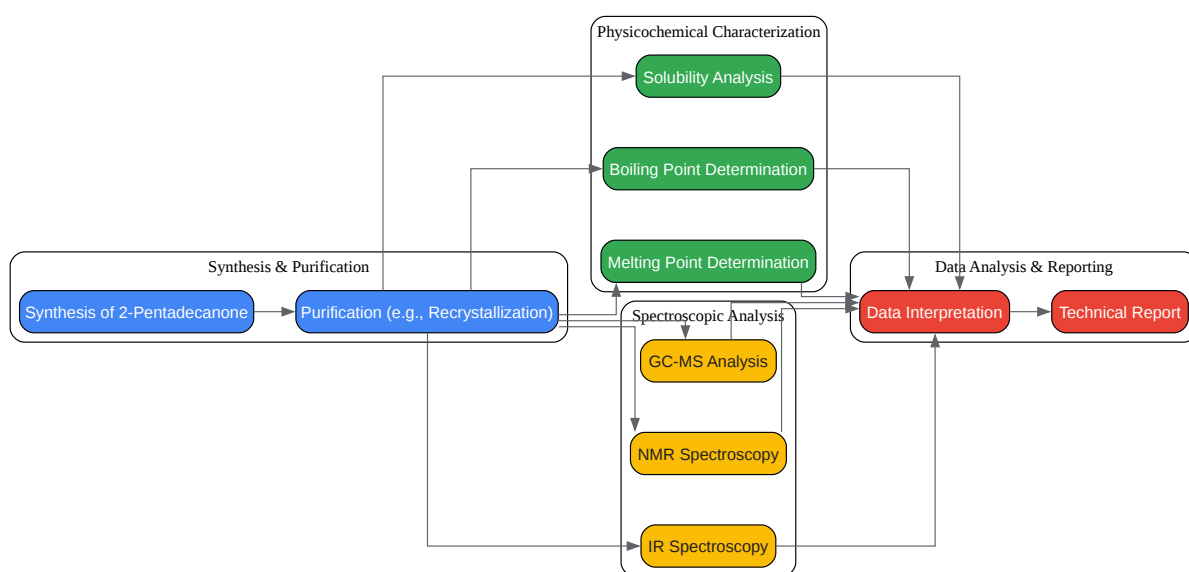 Physicochemical Characterization
Solubility Analysis
Boiling Point Determination
Melting Point Determination
Synthesis & Purification
Synthesis of 2-Pentadecanone
Purification (e.g., Recrystallization)
Spectroscopic Analysis
GC-MS Analysis
NMR Spectroscopy
IR Spectroscopy
Data Analysis & Reporting
Data Interpretation
Technical Report